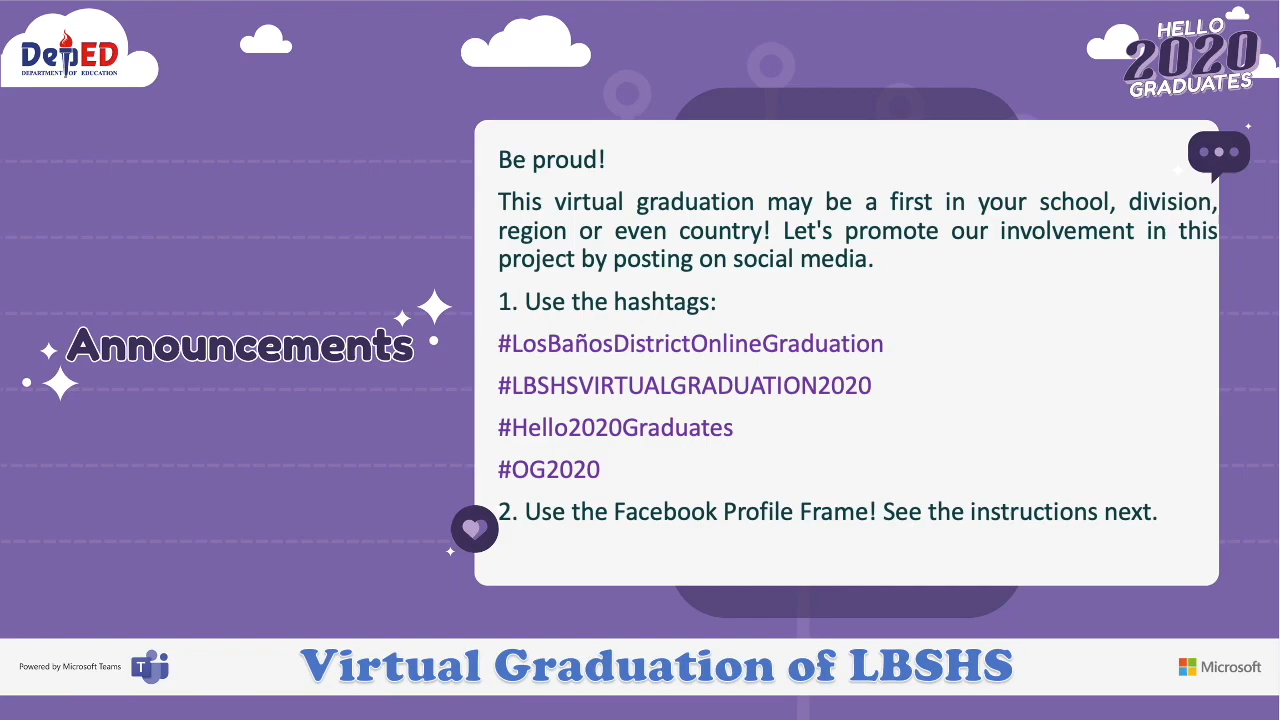 DepED
DEPARTMENT OF EDUCATION
HELLO
2020
GRADUATES
Announcements
Be proud!
This virtual graduation may be a first in your school, division,
region or even country! Let's promote our involvement in this
project by posting on social media.
1. Use the hashtags:
#LosBañosDistrictOnlineGraduation
#LBSHSVIRTUALGRADUATION2020
#Hello2020Graduates
#OG2020
2. Use the Facebook Profile Frame! See the instructions next.
Powered by Microsoft Teams
T
Virtual Graduation of LBSHS
Microsoft